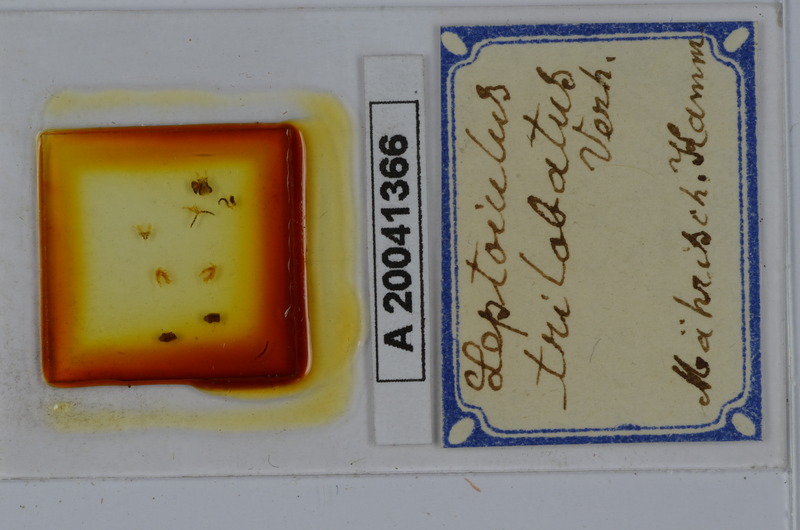 A 20041366
Leptoiulus
trilobatus
Verh.
Mährisch. Hamm